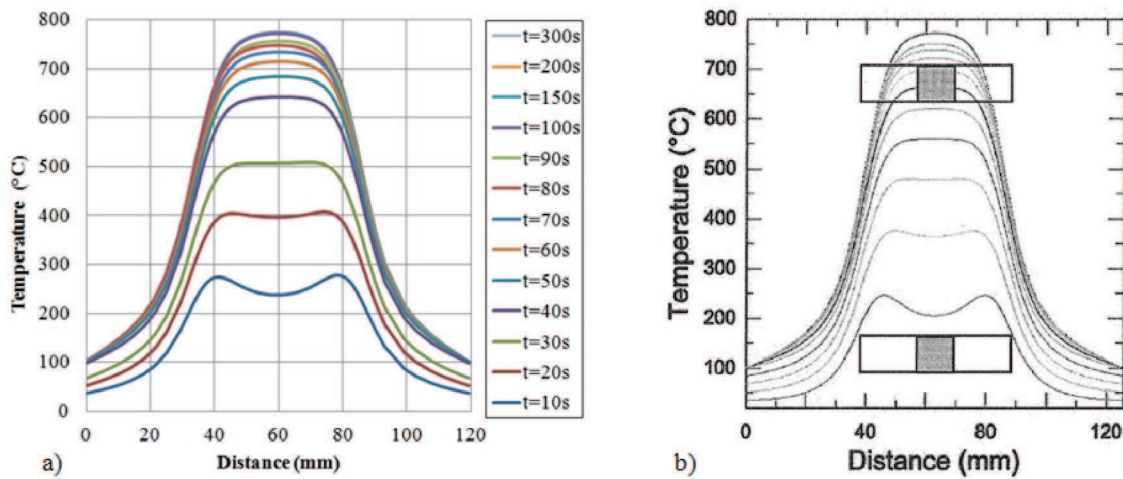 800
700
600
500
400
300
200
100
0
0
20
40
60
80
100
120
Temperature (°C)
Distance (mm)
a)
t=300s
t=200s
t=150s
t=100s
t=90s
t=80s
t=70s
t=60s
t=50s
t=40s
t=30s
t=20s
t=10s
800
700
600
500
400
300
200
100
0
40
80
120
Temperature (°C)
Distance (mm)
b)